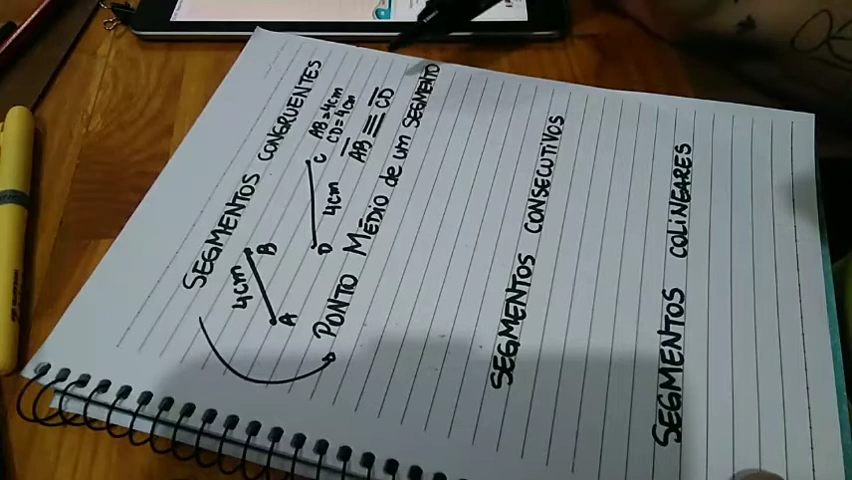 SEGMENTOS CONGRUENTES
4cm
B
A
C
4cm
D
AB=4cm
CD=4cm
AB ≡ CD
PONTO MÉDIO de um SEGMENTO
SEGMENTOS CONSECUTIVOS
SEGMENTOS COLINEARES